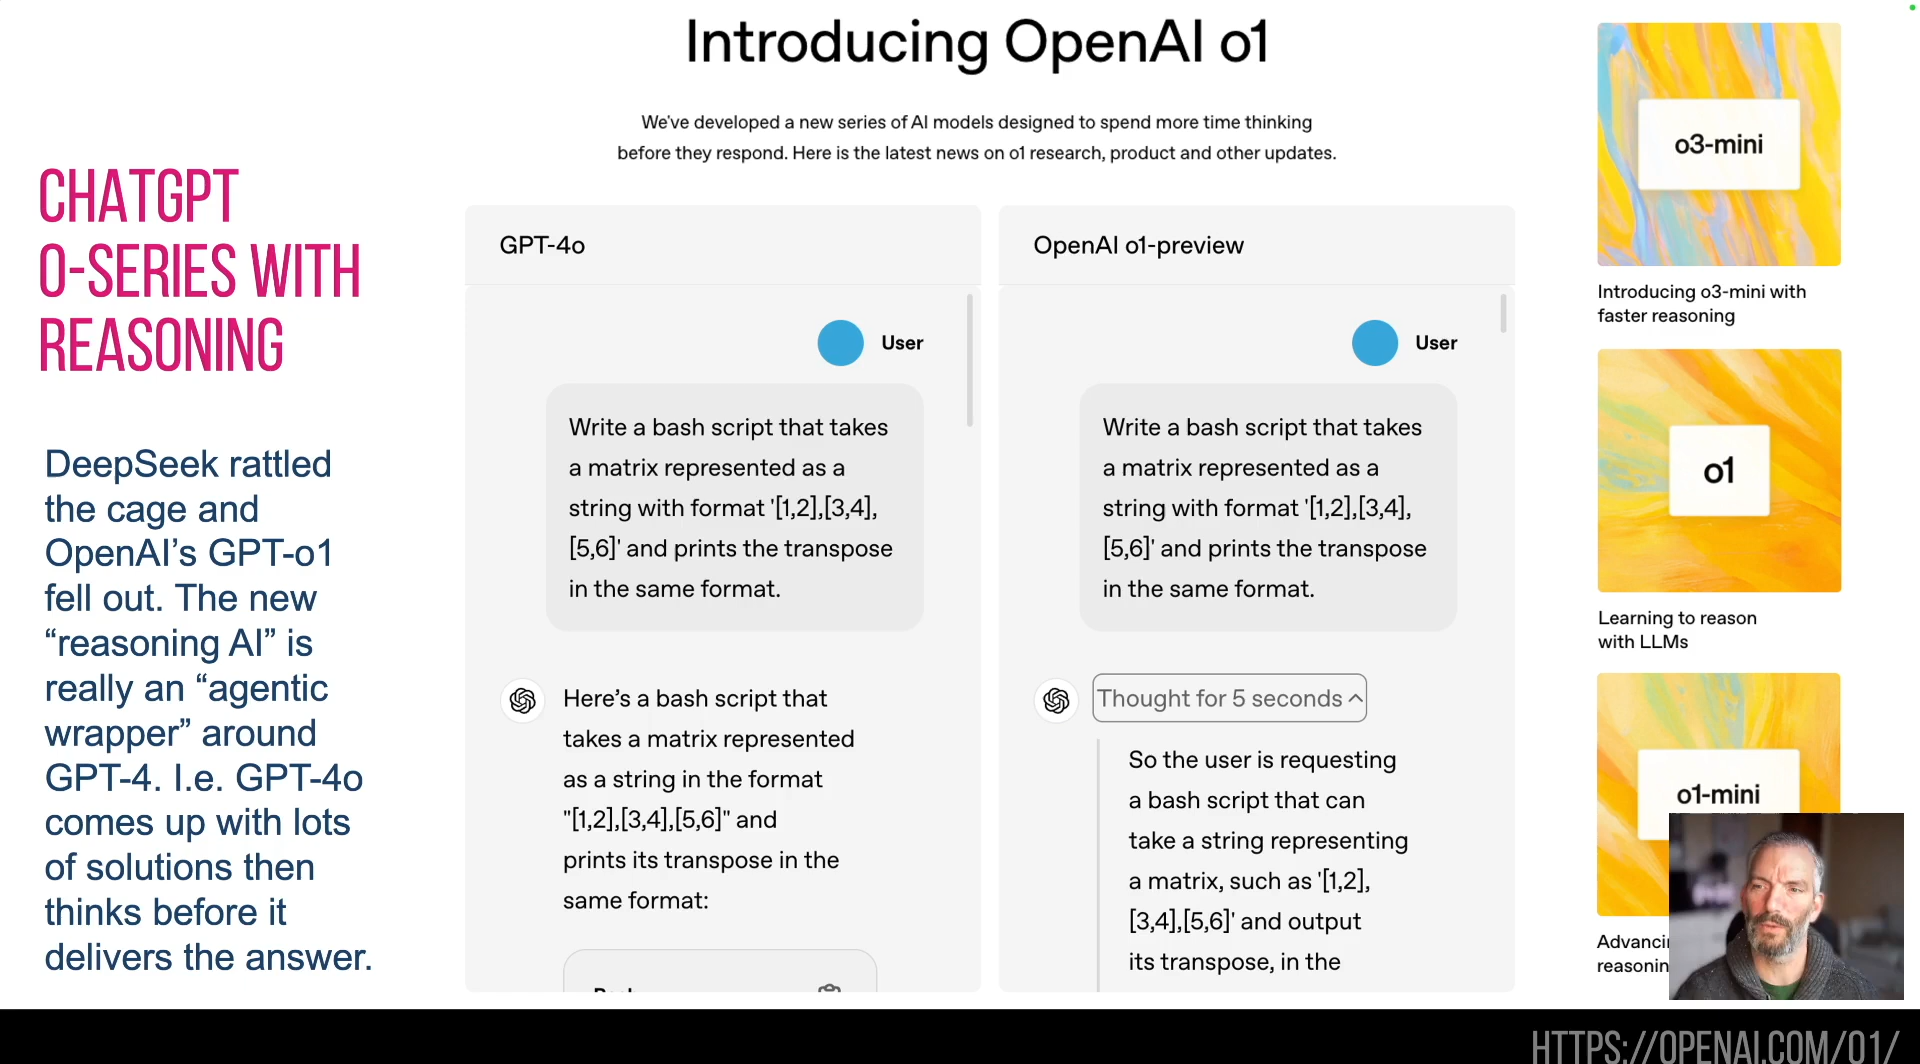 Introducing OpenAI o1
We've developed a new series of AI models designed to spend more time thinking
before they respond. Here is the latest news on o1 research, product and other updates.
CHATGPT
O-SERIES WITH
REASONING
DeepSeek rattled
the cage and
OpenAI’s GPT-o1
fell out. The new
“reasoning AI” is
really an “agentic
wrapper” around
GPT-4. I.e. GPT-4o
comes up with lots
of solutions then
thinks before it
delivers the answer.
GPT-4o
User
Write a bash script that takes
a matrix represented as a
string with format '[1,2],[3,4],
[5,6]' and prints the transpose
in the same format.
Here’s a bash script that
takes a matrix represented
as a string in the format
"[1,2],[3,4],[5,6]" and
prints its transpose in the
same format:
OpenAI o1-preview
User
Write a bash script that takes
a matrix represented as a
string with format '[1,2],[3,4],
[5,6]' and prints the transpose
in the same format.
Thought for 5 seconds
So the user is requesting
a bash script that can
take a string representing
a matrix, such as '[1,2],
[3,4],[5,6]' and output
its transpose, in the
o3-mini
Introducing o3-mini with
faster reasoning
o1
Learning to reason
with LLMs
o1-mini
HTTPS://OPENAI.COM/O1/